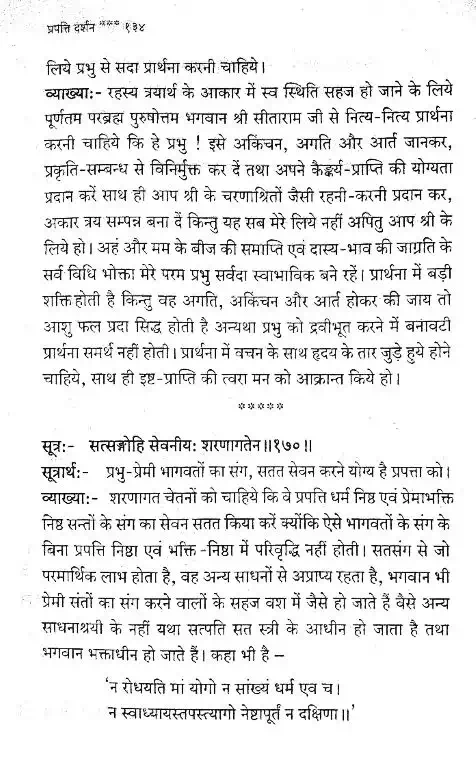 प्रपत्ति दर्शन *** १३४
लिये प्रभु से सदा प्रार्थना करनी चाहिये।
व्याख्या:- रहस्य त्रयार्थ के आकार में स्व स्थिति सहज हो जाने के लिये
पूर्णतम परब्रह्म पुरुषोत्तम भगवान श्री सीताराम जी से नित्य-नित्य प्रार्थना
करनी चाहिये कि हे प्रभु ! इसे अकिंचन, अगति और आर्त जानकर,
प्रकृति-सम्बन्ध से विनिर्मुक्त कर दें तथा अपने कैङ्कर्य-प्राप्ति की योग्यता
प्रदान करें साथ ही आप श्री के चरणाश्रितों जैसी रहनी-करनी प्रदान कर,
अकार त्रय सम्पन्न बना दें किन्तु यह सब मेरे लिये नहीं अपितु आप श्री के
लिये हो। अहं और मम के बीज की समाप्ति एवं दास्य-भाव की जाग्रति के
सर्व विधि भोक्ता मेरे परम प्रभु सर्वदा स्वाभाविक बने रहें। प्रार्थना में बड़ी
शक्ति होती है किन्तु वह अगति, अकिंचन और आर्त होकर की जाय तो
आशु फल प्रदा सिद्ध होती है अन्यथा प्रभु को द्रवीभूत करने में बनावटी
प्रार्थना समर्थ नहीं होती। प्रार्थना में वचन के साथ हृदय के तार जुड़े हुये होने
चाहिये, साथ ही इष्ट-प्राप्ति की त्वरा मन को आक्रान्त किये हो।
*****
सूत्र:- सत्सङ्गोहि सेवनीय: शरणागतेन॥१७०॥
सूत्रार्थ:- प्रभु-प्रेमी भागवतों का संग, सतत सेवन करने योग्य है प्रपत्ता को।
व्याख्या:- शरणागत चेतनों को चाहिये कि वे प्रपत्ति धर्म निष्ठ एवं प्रेमाभक्ति
निष्ठ सन्तों के संग का सेवन सतत किया करें क्योंकि ऐसे भागवतों के संग के
बिना प्रपत्ति निष्ठा एवं भक्ति -निष्ठा में परिवृद्धि नहीं होती। सतसंग से जो
परमार्थिक लाभ होता है, वह अन्य साधनों से अप्राप्य रहता है, भगवान भी
प्रेमी संतों का संग करने वालों के सहज वश में जैसे हो जाते हैं वैसे अन्य
साधनाश्रयी के नहीं यथा सत्पति सत स्त्री के आधीन हो जाता है तथा
भगवान भक्ताधीन हो जाते हैं। कहा भी है –
'न रोधयति मां योगो न सांख्यं धर्म एव च।
न स्वाध्यायस्तपस्त्यागो नेष्टापूर्तं न दक्षिणा॥'